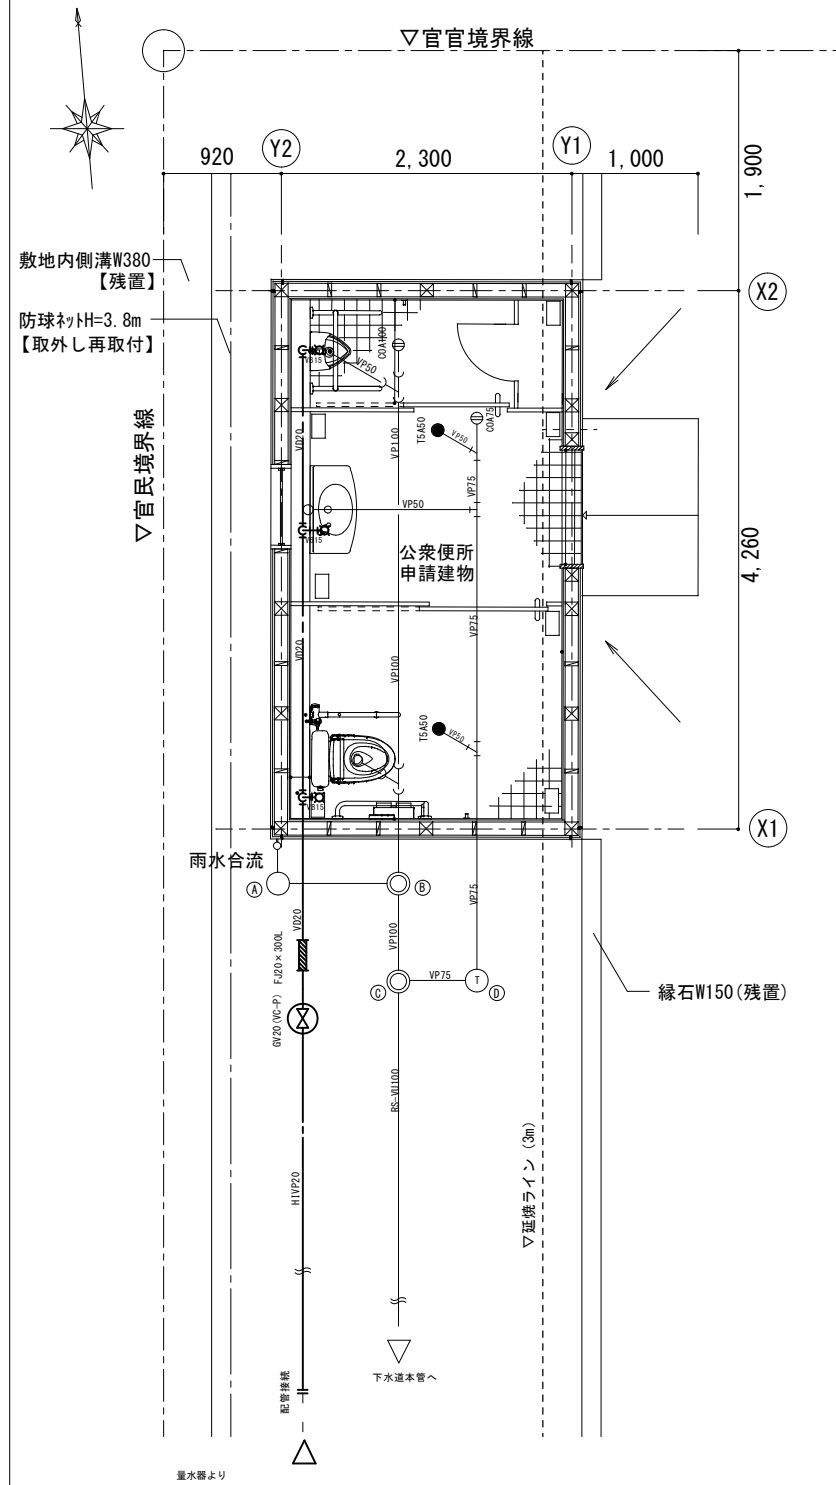 ▽官官境界線
920
Y2
2,300
Y1
1,000
1,900
敷地内側溝W380
【残置】
X2
防球ネットH=3.8m
【取外し再取付】
▽官民境界線
VB15
VP50
COA100
VD20
VP100
T5A50
VP50
COA75
VP75
VP50
VB15
公衆便所
申請建物
4,260
VD20
VP100
VP75
T5A50
VP50
VB15
X1
雨水合流
A
B
VD20
VP100
VP75
GV20(VC-P) FJ20×300L
C
VP75
T
D
縁石W150(残置)
RS-VU100
▽延焼ライン (3m)
HIVP20
下水道本管へ
配管接続
量水器より